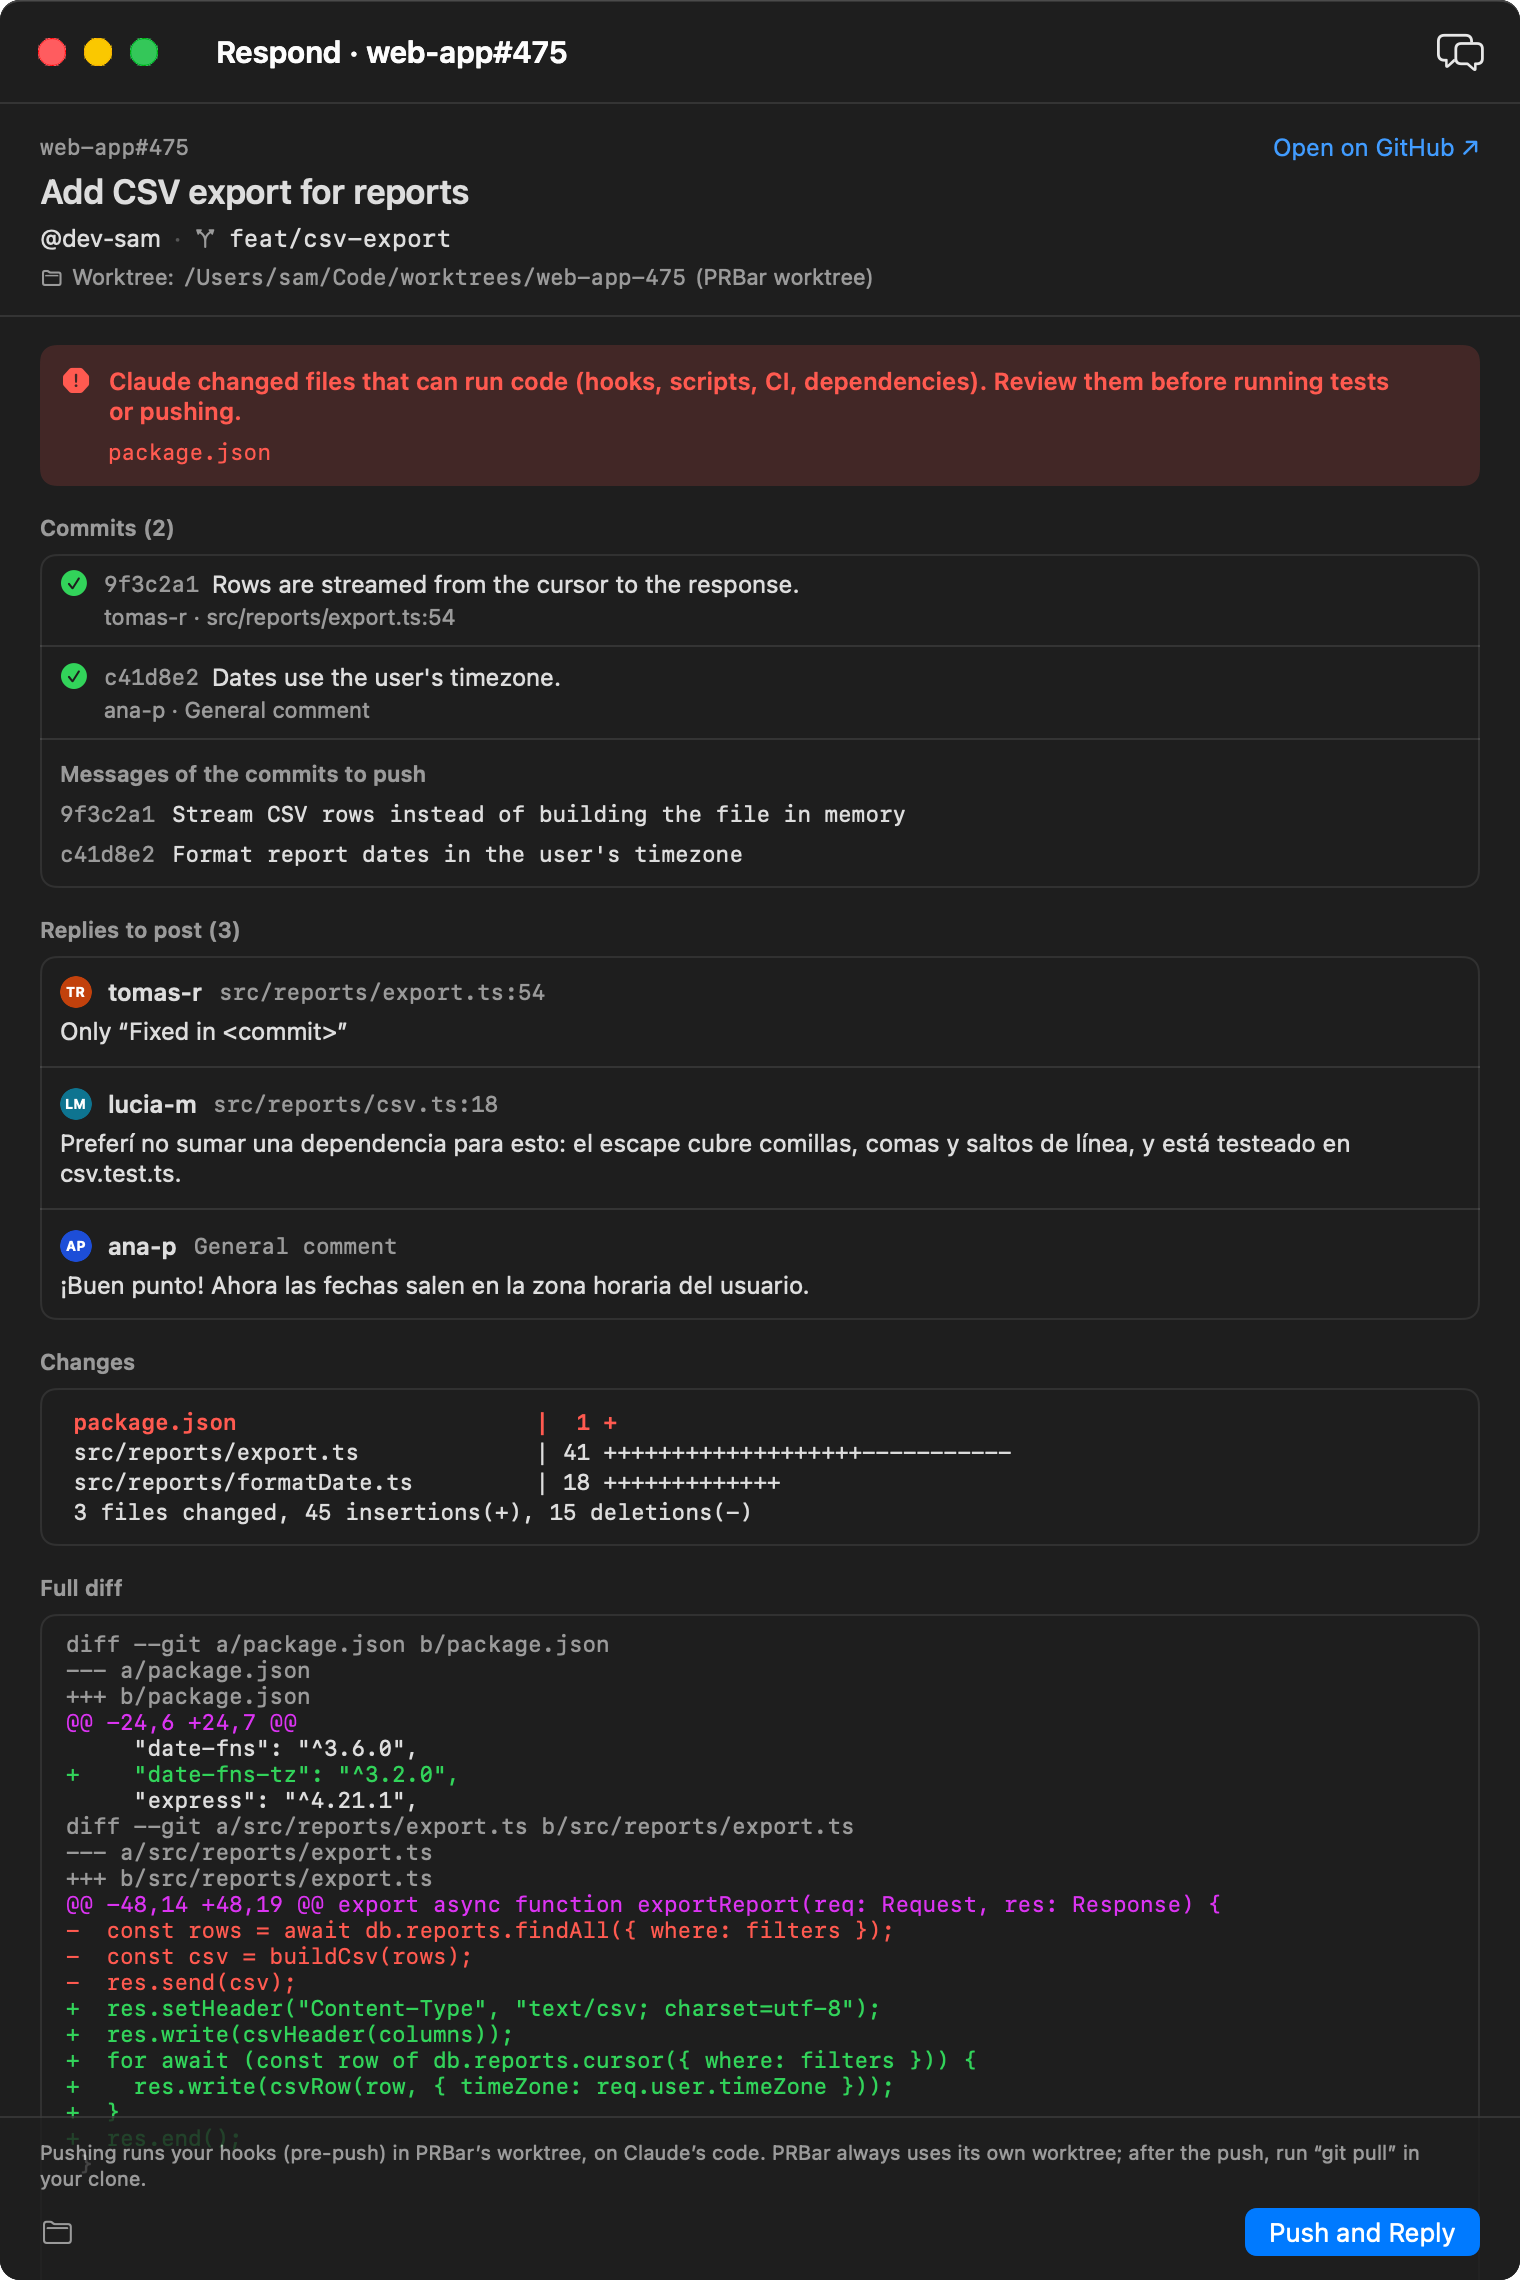 Respond · web-app#475
web-app#475
Open on GitHub ↗
Add CSV export for reports
@dev-sam · feat/csv-export
Worktree: /Users/sam/Code/worktrees/web-app-475 (PRBar worktree)
Claude changed files that can run code (hooks, scripts, CI, dependencies). Review them before running tests
or pushing.
package.json
Commits (2)
9f3c2a1 Rows are streamed from the cursor to the response.
tomas-r · src/reports/export.ts:54
c41d8e2 Dates use the user's timezone.
ana-p · General comment
Messages of the commits to push
9f3c2a1 Stream CSV rows instead of building the file in memory
c41d8e2 Format report dates in the user's timezone
Replies to post (3)
TR tomas-r src/reports/export.ts:54
Only “Fixed in <commit>”
LM lucia-m src/reports/csv.ts:18
Preferí no sumar una dependencia para esto: el escape cubre comillas, comas y saltos de línea, y está testeado en
csv.test.ts.
AP ana-p General comment
¡Buen punto! Ahora las fechas salen en la zona horaria del usuario.
Changes
package.json | 1 +
src/reports/export.ts | 41 +++++++++++++++++++-----------
src/reports/formatDate.ts | 18 +++++++++++++
3 files changed, 45 insertions(+), 15 deletions(-)
Full diff
diff --git a/package.json b/package.json
--- a/package.json
+++ b/package.json
@@ -24,6 +24,7 @@
"date-fns": "^3.6.0",
+ "date-fns-tz": "^3.2.0",
"express": "^4.21.1",
diff --git a/src/reports/export.ts b/src/reports/export.ts
--- a/src/reports/export.ts
+++ b/src/reports/export.ts
@@ -48,14 +48,19 @@ export async function exportReport(req: Request, res: Response) {
- const rows = await db.reports.findAll({ where: filters });
- const csv = buildCsv(rows);
- res.send(csv);
+ res.setHeader("Content-Type", "text/csv; charset=utf-8");
+ res.write(csvHeader(columns));
+ for await (const row of db.reports.cursor({ where: filters })) {
+ res.write(csvRow(row, { timeZone: req.user.timeZone }));
+ }
+ res.end();
}
Pushing runs your hooks (pre-push) in PRBar’s worktree, on Claude’s code. PRBar always uses its own worktree; after the push, run “git pull” in
your clone.
Push and Reply